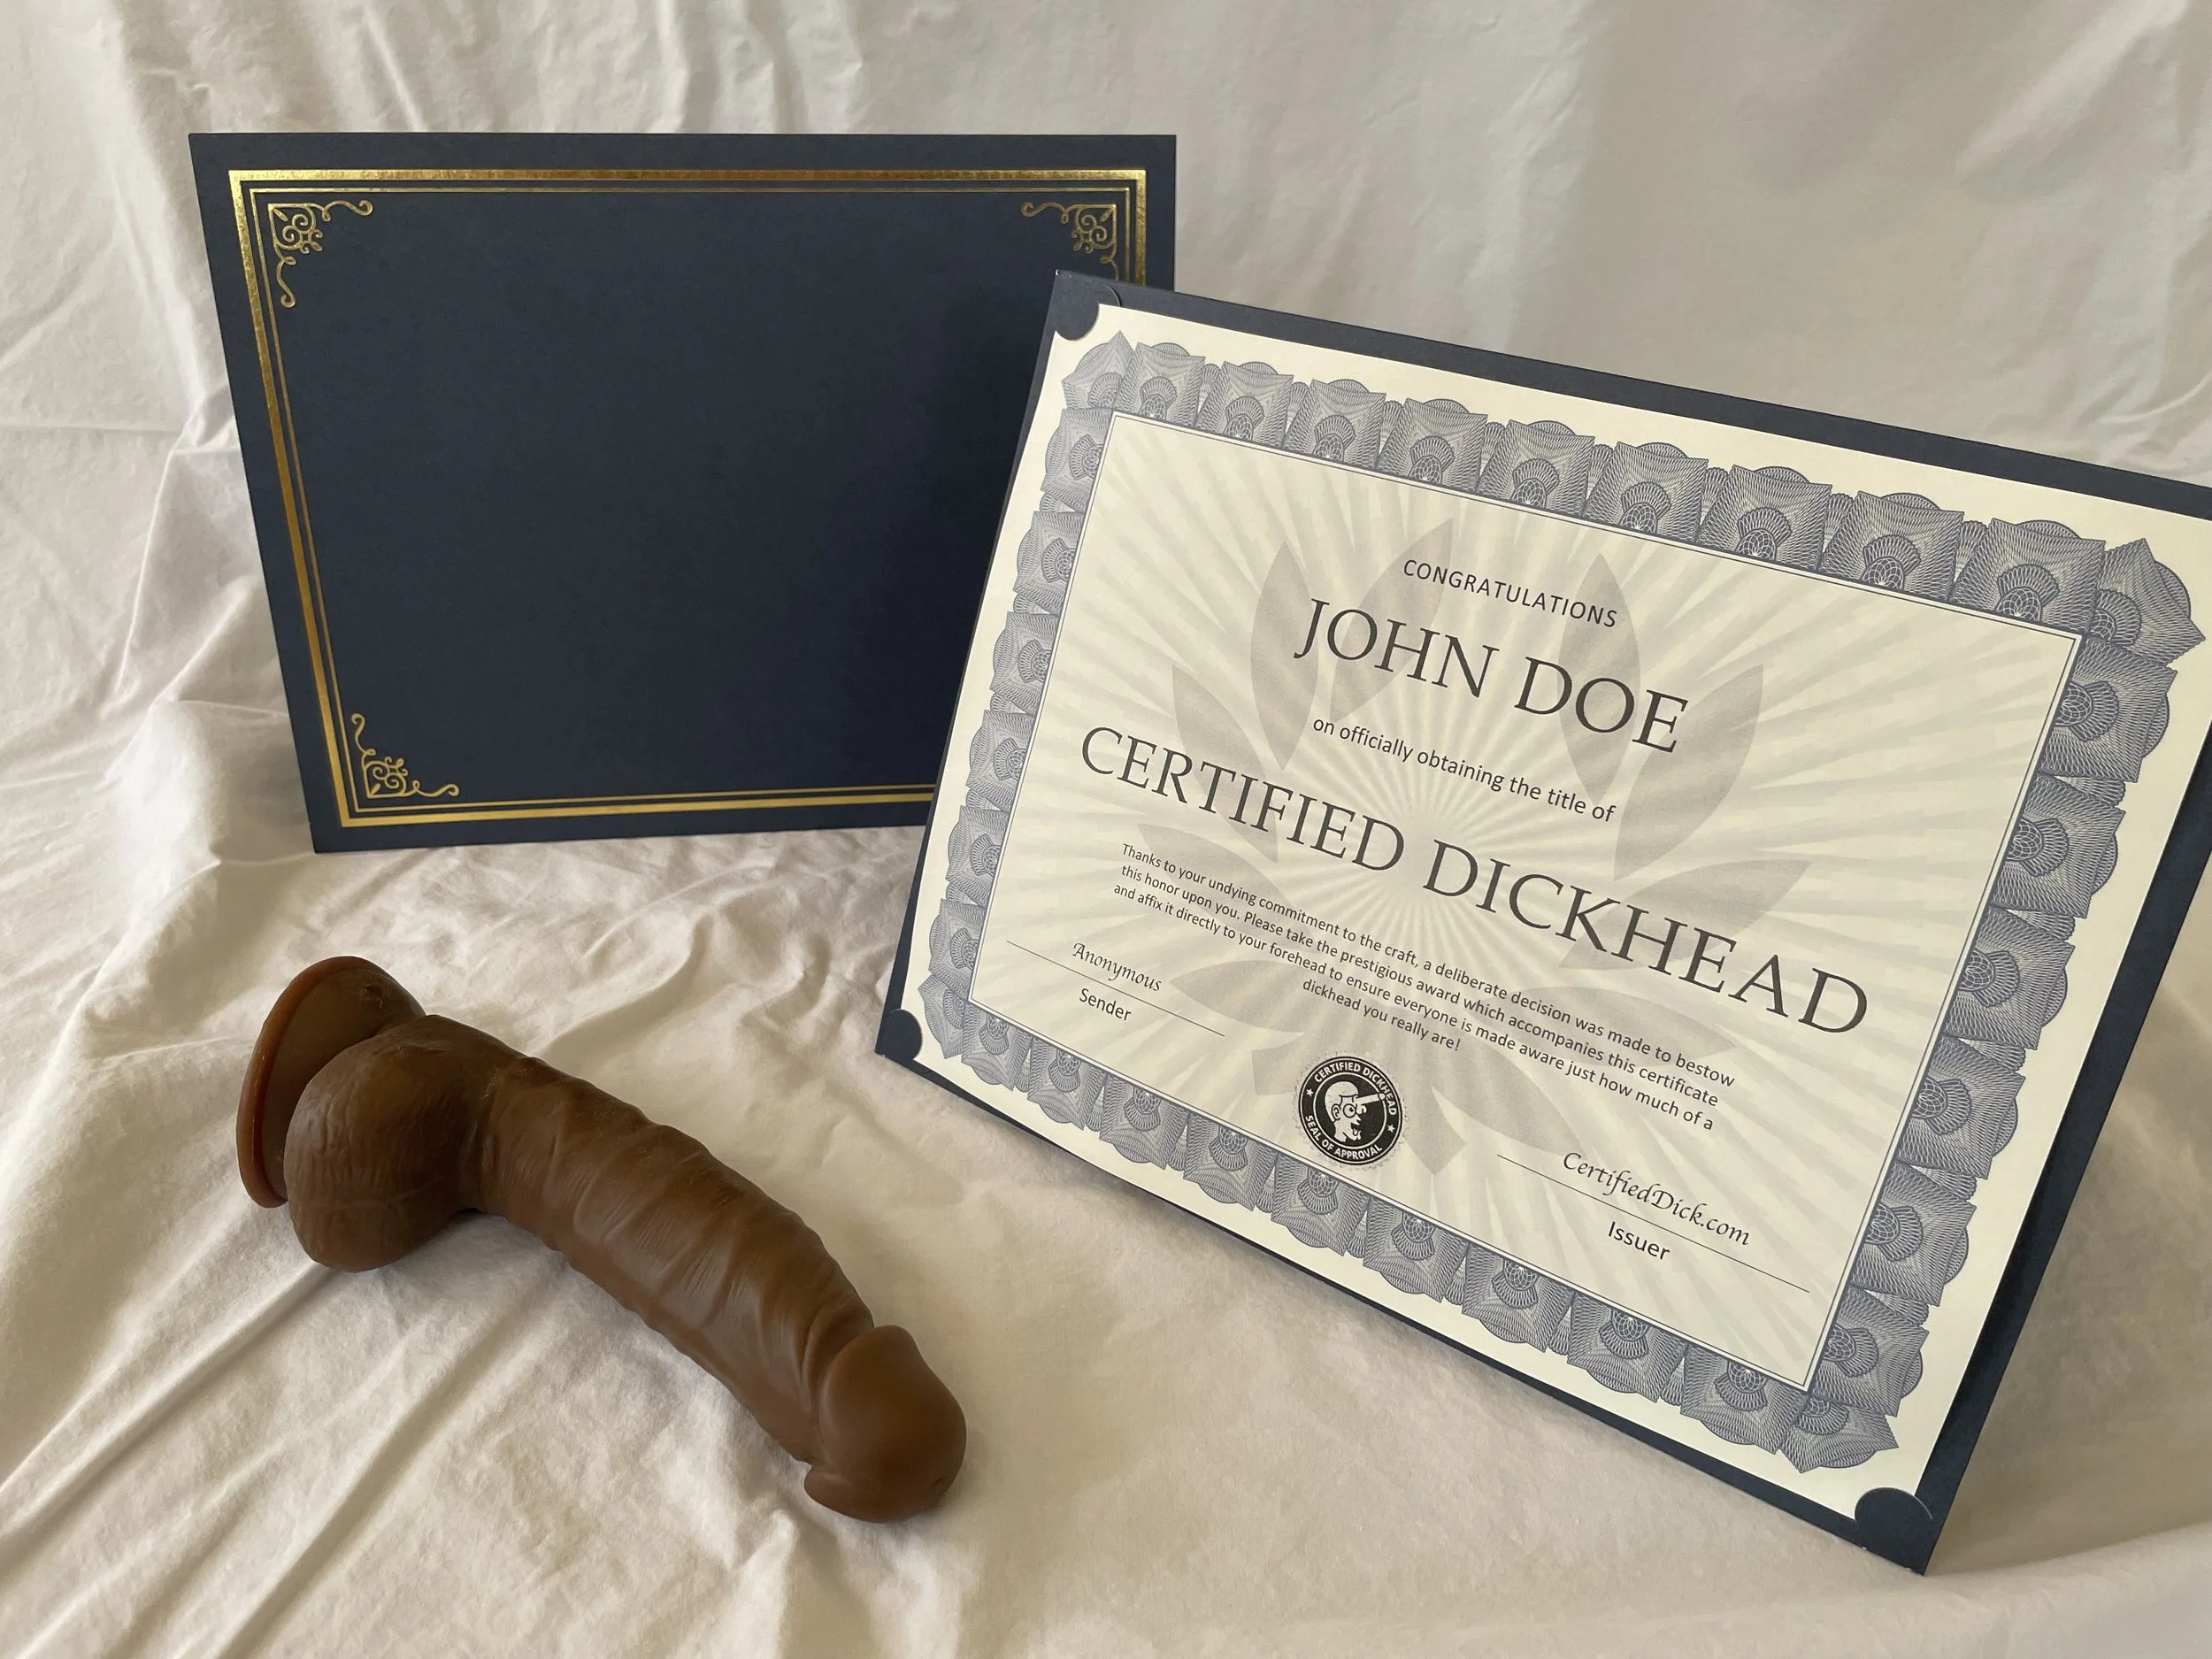 CONGRATULATIONS
JOHN DOE
on officially obtaining the title of
CERTIFIED DICKHEAD
Thanks to your undying commitment to the craft, a deliberate decision was made to bestow
this honor upon you. Please take the prestigious award which accompanies this certificate
and affix it directly to your forehead to ensure everyone is made aware just how much of a
dickhead you really are!
Anonymous
Sender
CERTIFIED DICKHEAD
SEAL OF APPROVAL
CertifiedDick.com
Issuer